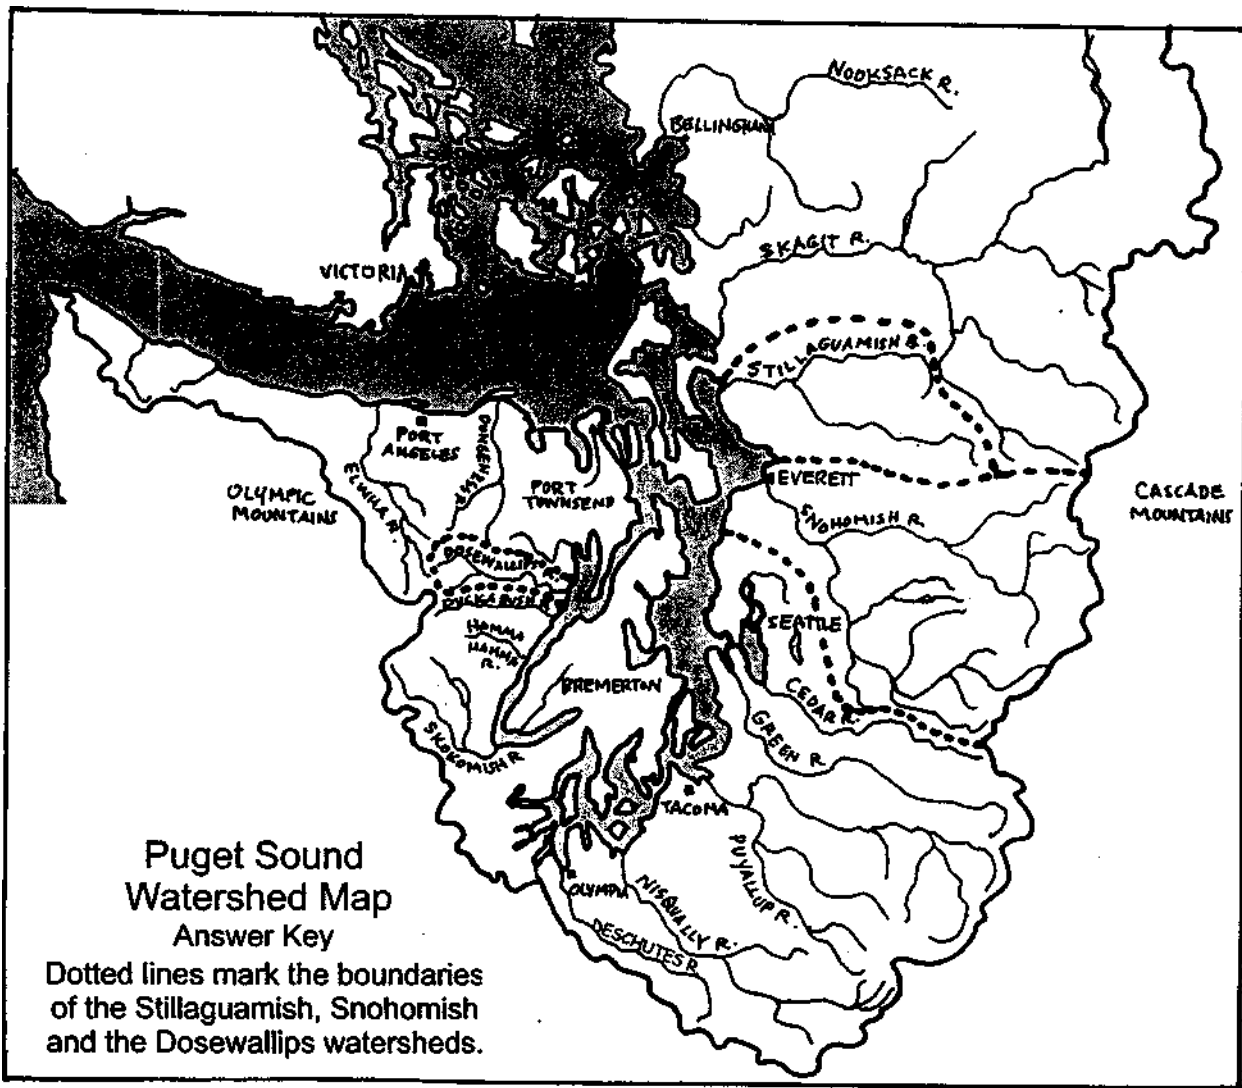 NOOKSACK R.
BELLINGHAM
SKAGIT R.
VICTORIA
STILLAGUAMISH R.
PORT
ANGELES
ELWHA R.
PORT
TOWNSEND
EVERETT
OLYMPIC
MOUNTAINS
CASCADE
MOUNTAINS
SNOHOMISH R.
DOSEWALLIPS R.
DUCKABUSH R.
HAMMA
HAMMA
R.
SEATTLE
BREMERTON
CEDAR R.
GREEN R.
SKOKOMISH R.
TACOMA
PUYALLUP R.
OLYMPIA
NISQUALLY R.
DESCHUTES R.
Puget Sound
Watershed Map
Answer Key
Dotted lines mark the boundaries
of the Stillaguamish, Snohomish
and the Dosewallips watersheds.